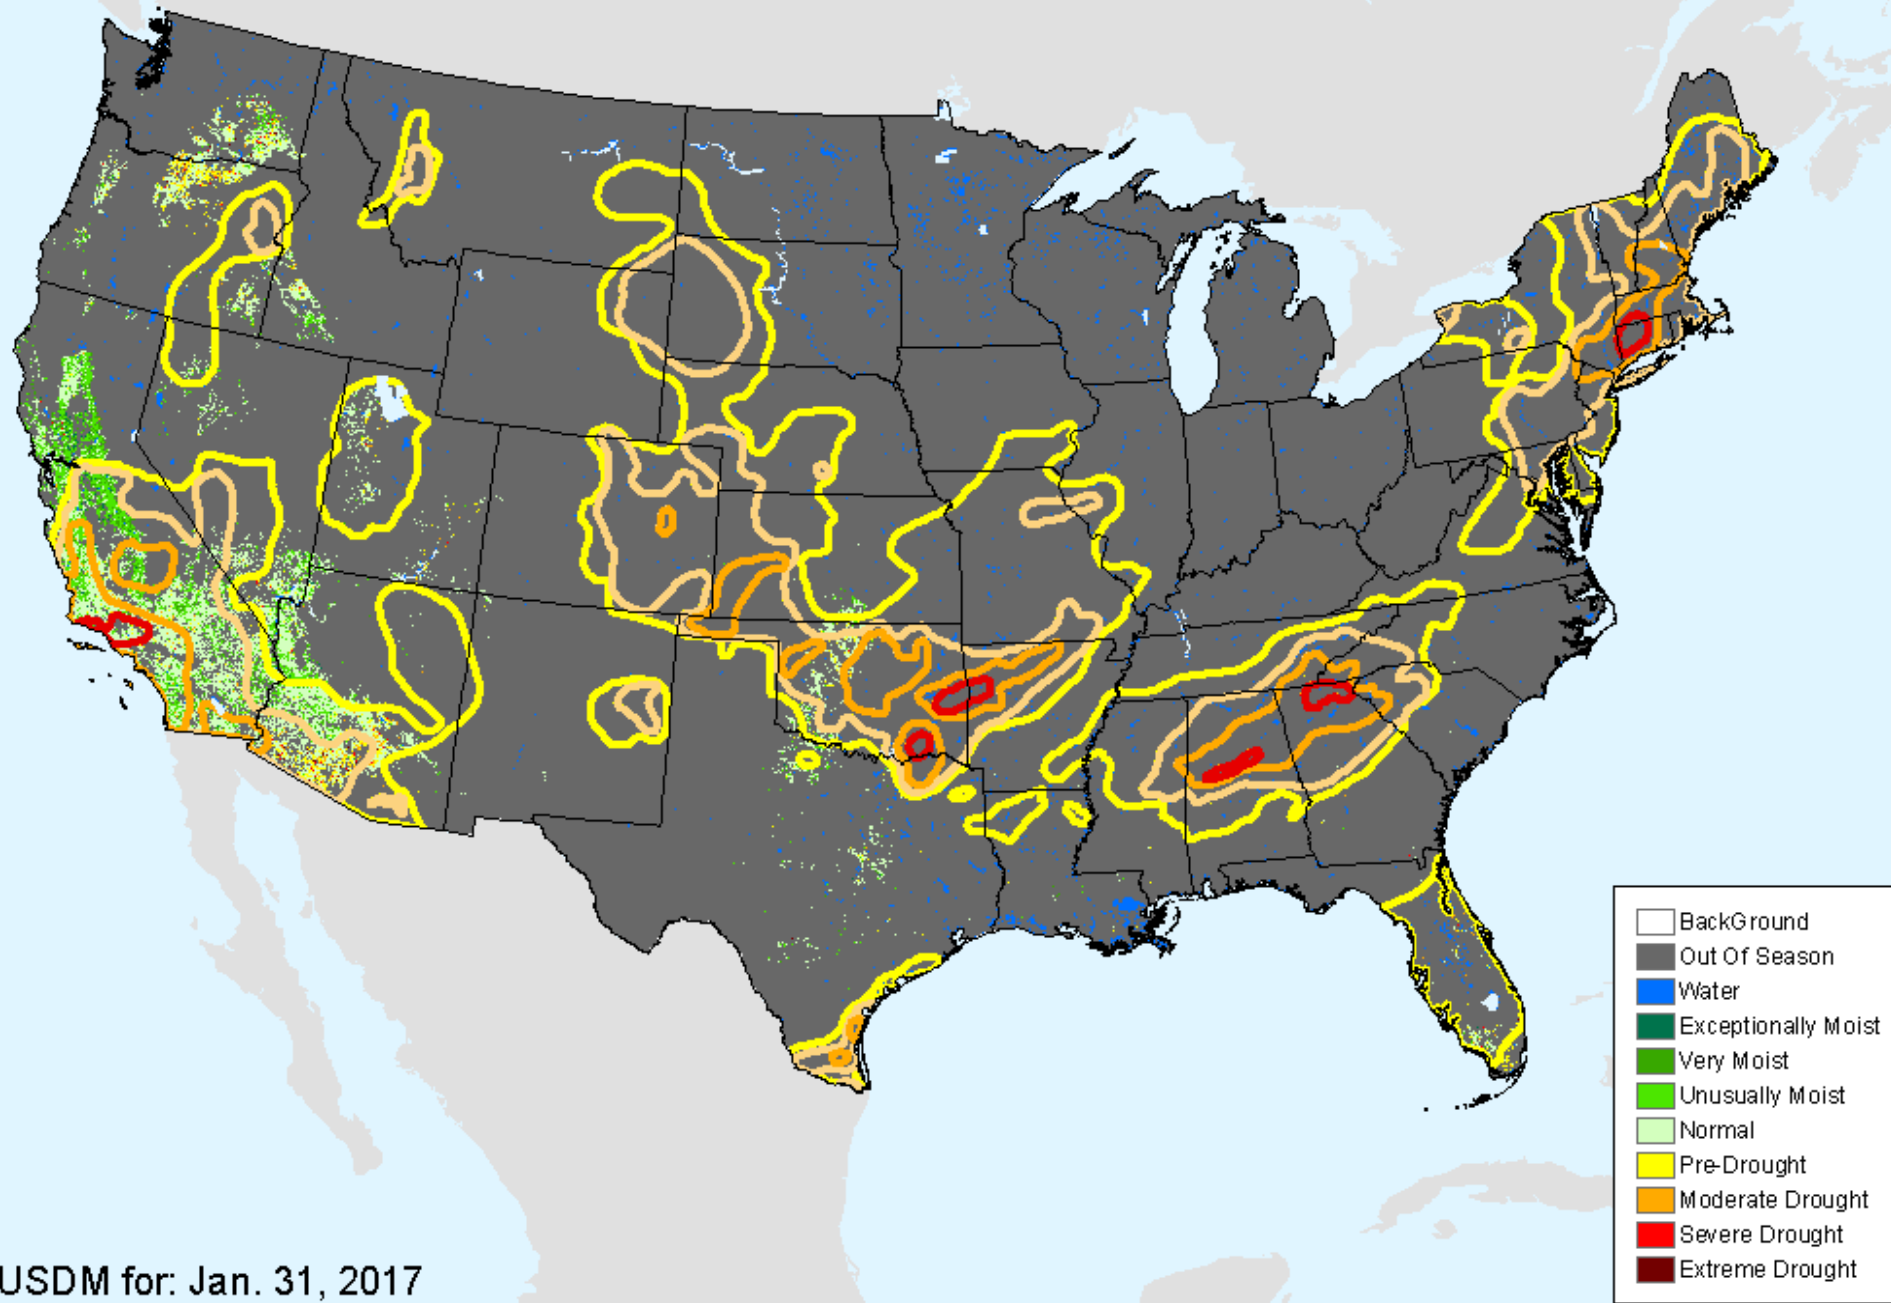 BackGround
Out Of Season
Water
Exceptionally Moist
Very Moist
Unusually Moist
Normal
Pre-Drought
Moderate Drought
Severe Drought
Extreme Drought
USDM for: Jan. 31, 2017